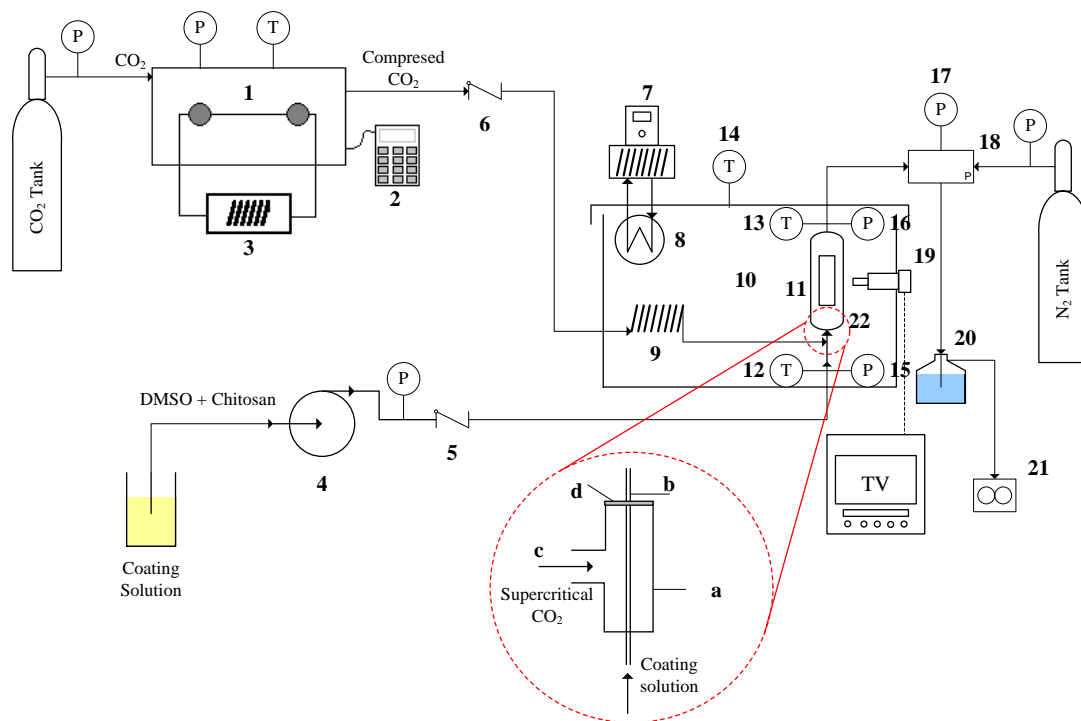 P
P
T
CO₂
Compresed
CO₂
1
2
3
6
CO₂ Tank
7
14
T
17
P
18
P
P
N₂ Tank
8
13
T
P
16
10
11
19
9
22
12
T
P
15
20
21
TV
P
DMSO + Chitosan
4
5
Coating
Solution
d
b
c
Supercritical
CO₂
a
Coating
solution